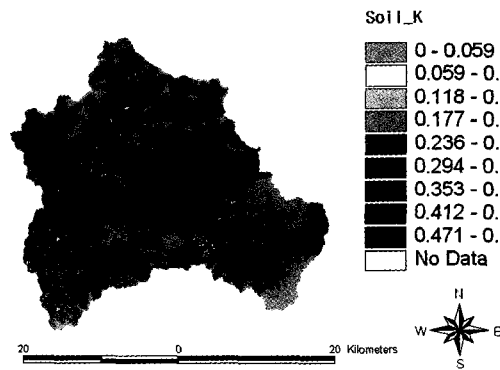 Soil_K
0 - 0.059
0.059 - 0.
0.118 - 0.
0.177 - 0.
0.236 - 0.
0.294 - 0.
0.353 - 0.
0.412 - 0.
0.471 - 0.
No Data
N
W E
S
20 0 20 Kilometers